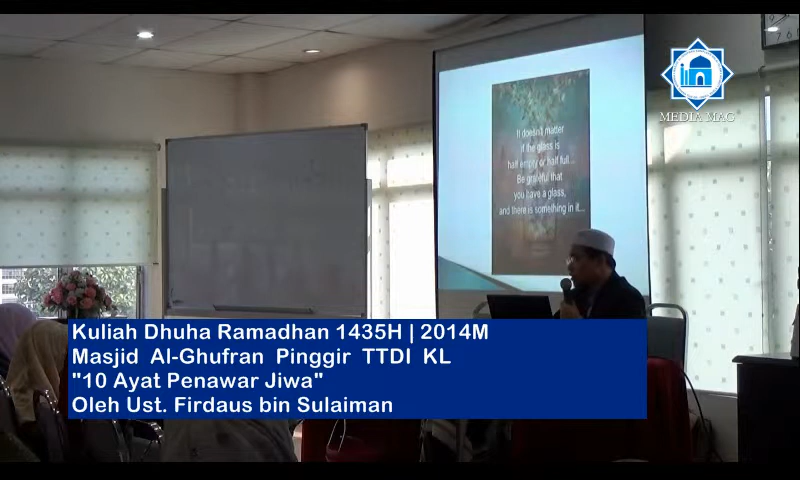 MEDIA MAG
It doesn't matter
if the glass is
half empty or half full...
Be grateful that
you have a glass,
and there is something in it...
Kuliah Dhuha Ramadhan 1435H | 2014M
Masjid Al-Ghufran Pinggir TTDI KL
"10 Ayat Penawar Jiwa"
Oleh Ust. Firdaus bin Sulaiman